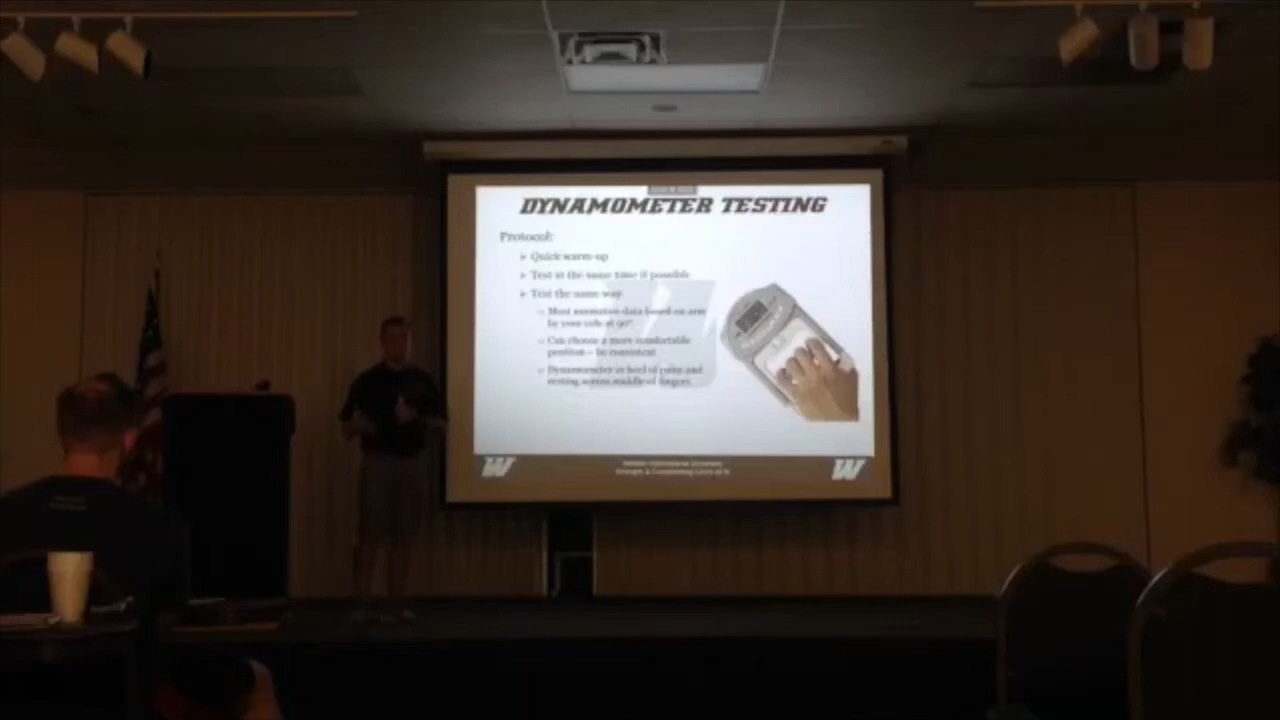 DYNAMOMETER TESTING
Protocol:
➢ Quick warm-up
➢ Test at the same time if possible
➢ Test the same way
o Most normative data based on arm
by your side at 90°
o Can choose a more comfortable
position – be consistent
o Dynamometer in heel of palm and
resting across middle of fingers
W
W
Strength & Conditioning